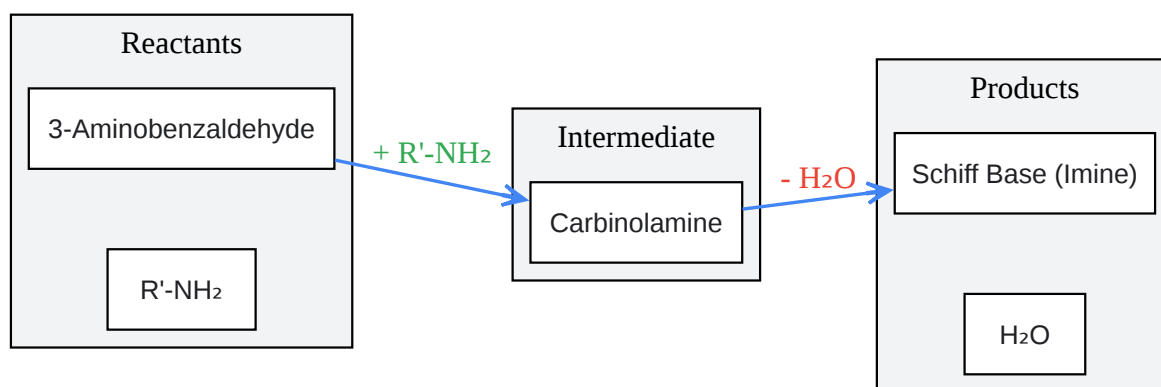 Reactants
3-Aminobenzaldehyde
R'-NH₂
+ R'-NH₂
Intermediate
Carbinolamine
- H₂O
Products
Schiff Base (Imine)
H₂O